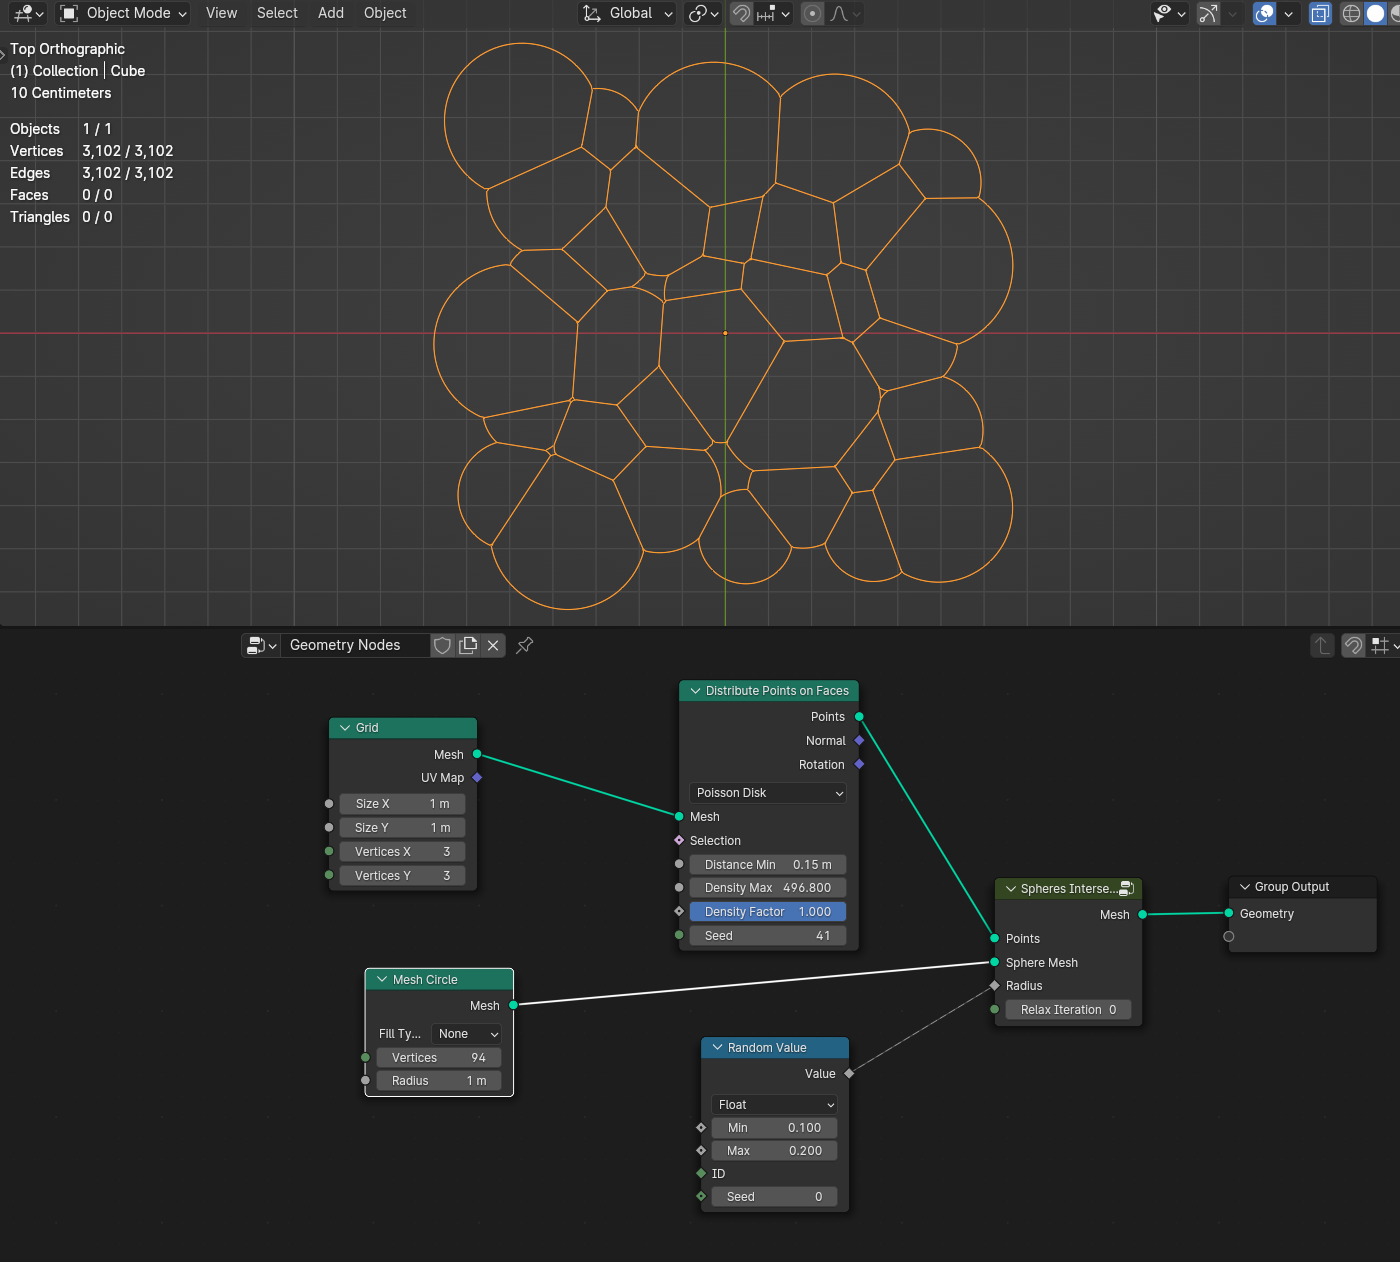 Object Mode View Select Add Object Global
Top Orthographic
(1) Collection | Cube
10 Centimeters
Objects 1 / 1
Vertices 3,102 / 3,102
Edges 3,102 / 3,102
Faces 0 / 0
Triangles 0 / 0
Geometry Nodes
Grid
Mesh
UV Map
Size X 1 m
Size Y 1 m
Vertices X 3
Vertices Y 3
Distribute Points on Faces
Points
Normal
Rotation
Poisson Disk
Mesh
Selection
Distance Min 0.15 m
Density Max 496.800
Density Factor 1.000
Seed 41
Mesh Circle
Mesh
Fill Ty... None
Vertices 94
Radius 1 m
Random Value
Value
Float
Min 0.100
Max 0.200
ID
Seed 0
Spheres Interse...
Mesh
Points
Sphere Mesh
Radius
Relax Iteration 0
Group Output
Geometry